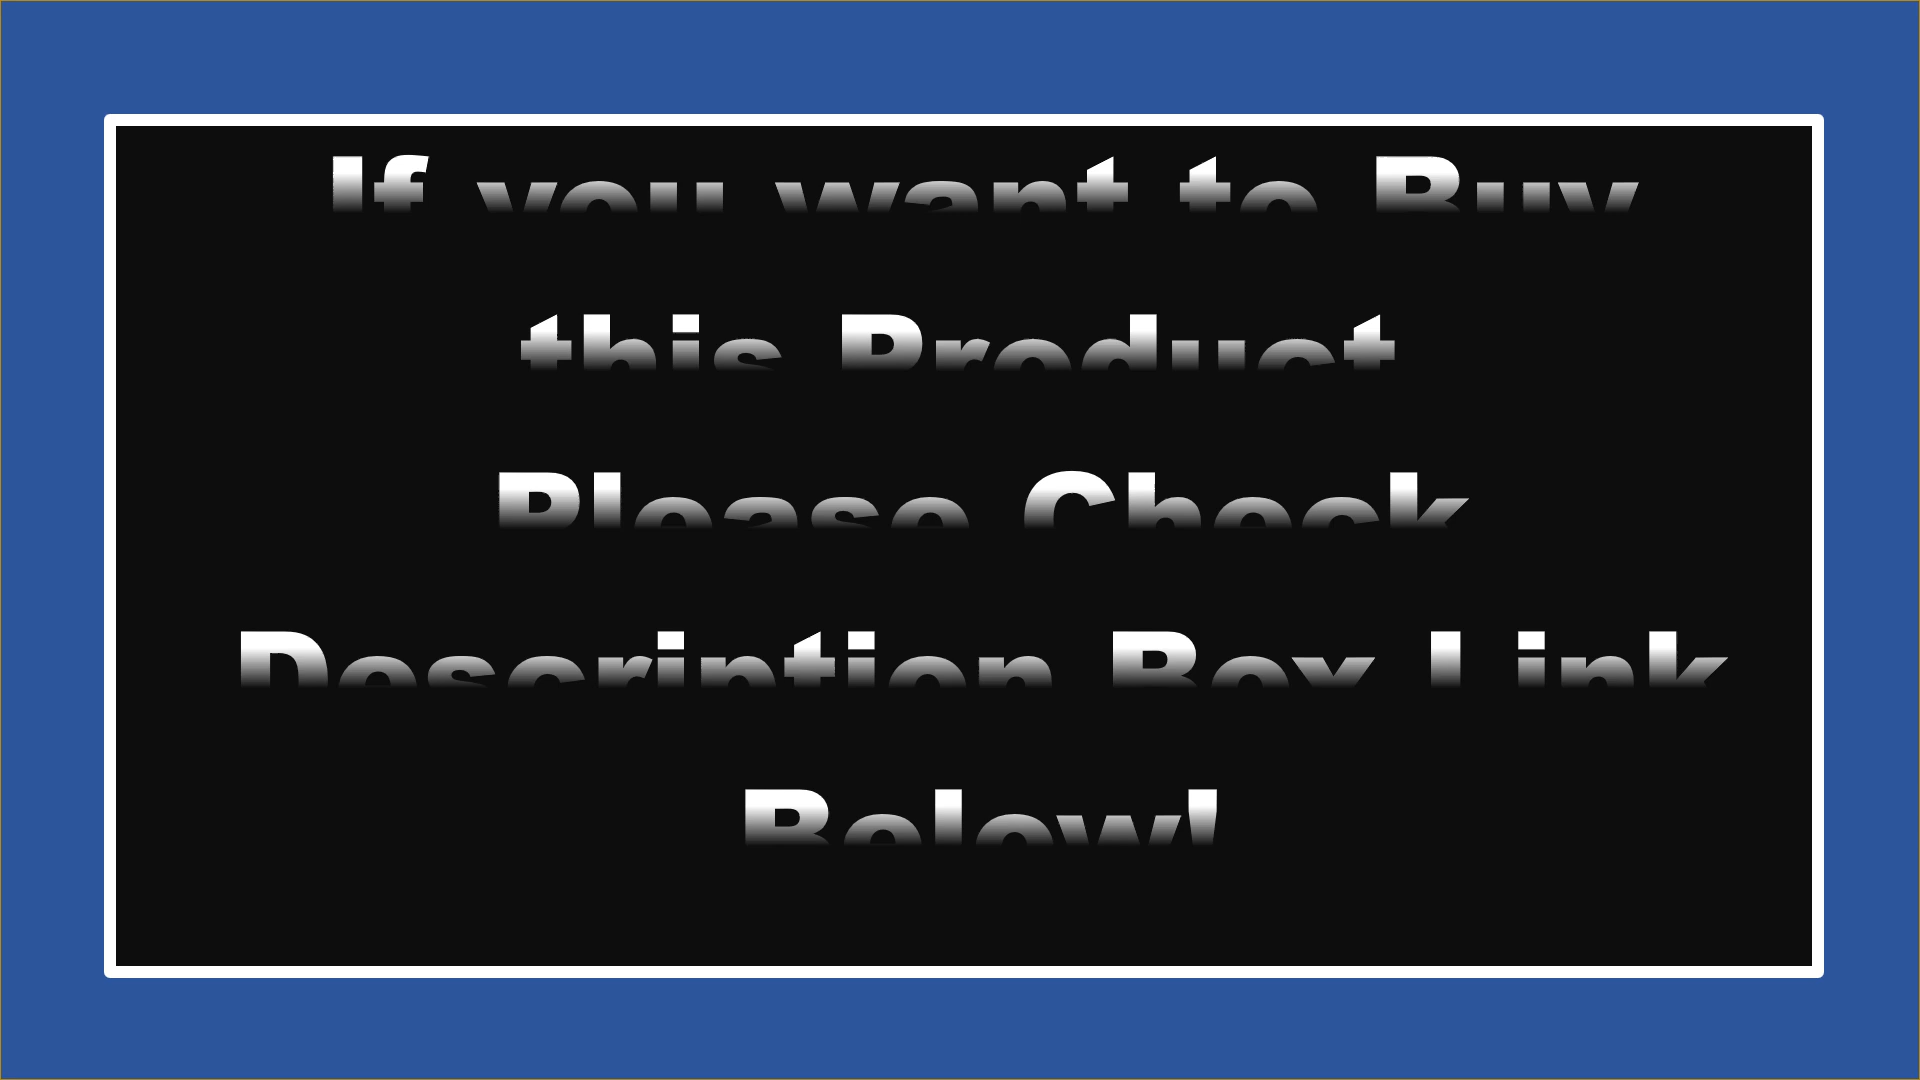 If you want to Buy
this Product
Please Check
Description Box Link
Below!